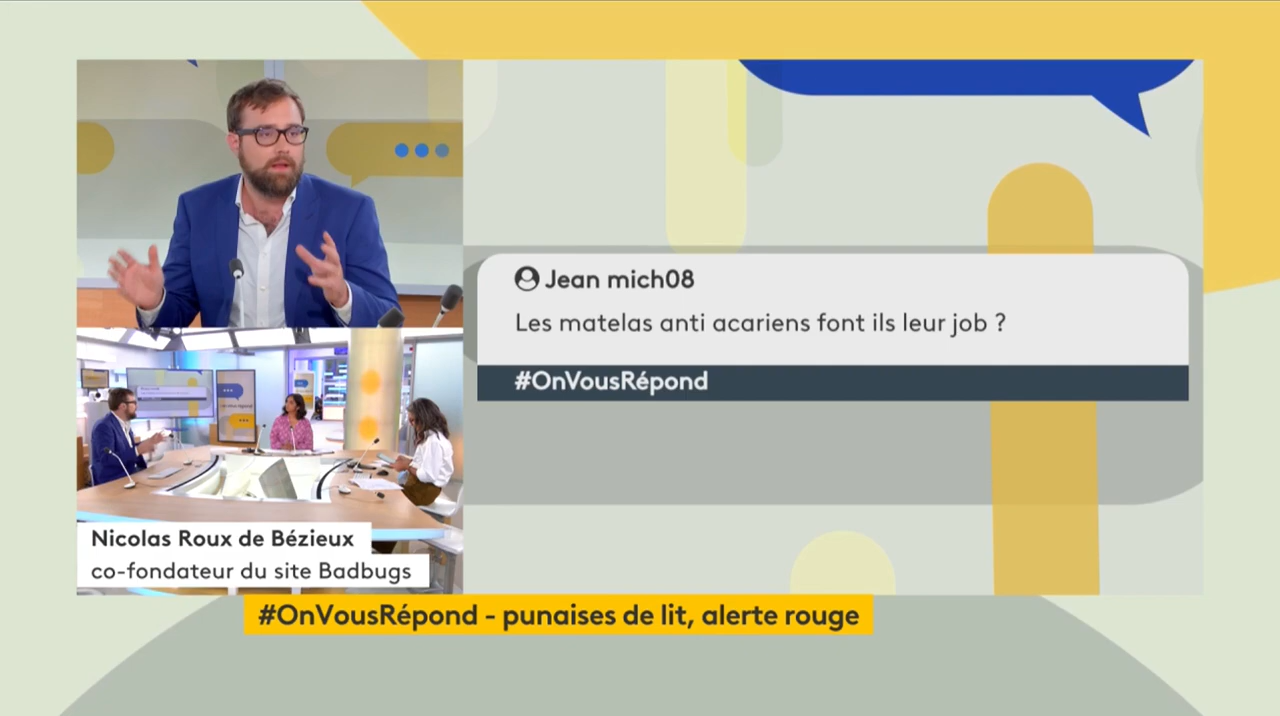 Jean mich08
Les matelas anti acariens font ils leur job ?
#OnVousRépond
Nicolas Roux de Bézieux
co-fondateur du site Badbugs
#OnVousRépond - punaises de lit, alerte rouge